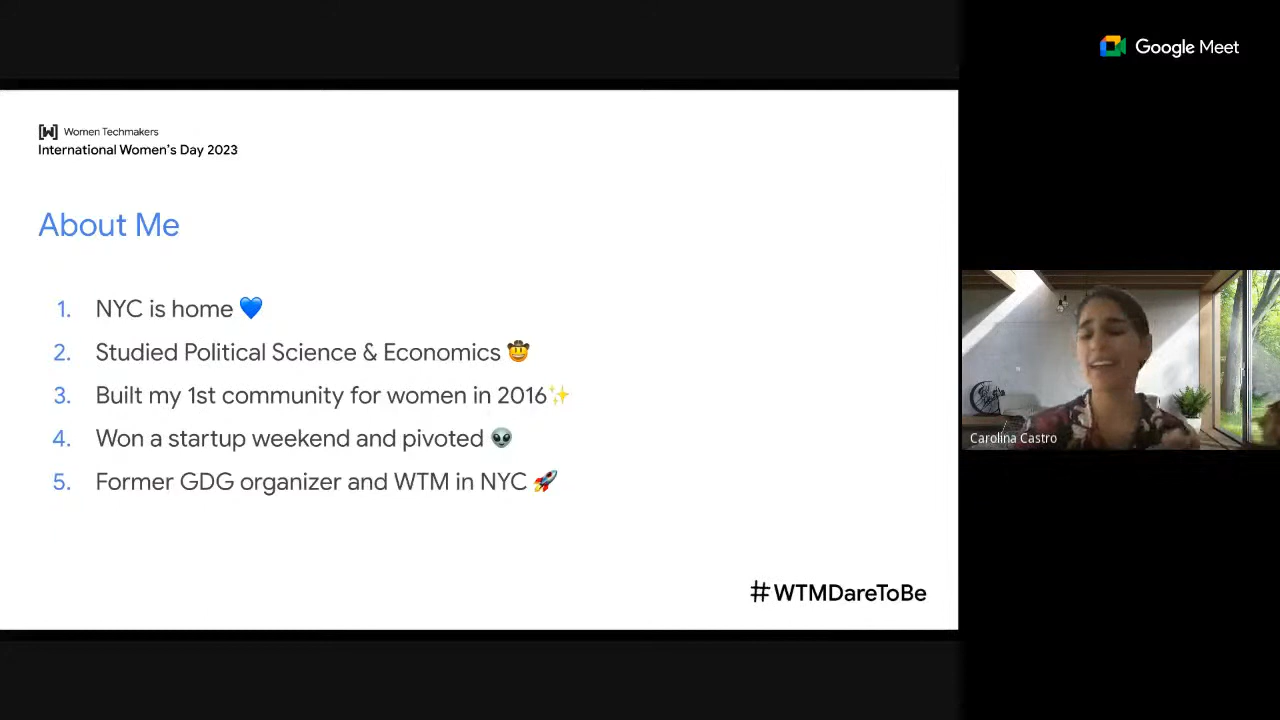 Google Meet
[W] Women Techmakers
International Women's Day 2023
About Me
1. NYC is home 💙
2. Studied Political Science & Economics 🤠
3. Built my 1st community for women in 2016✨
4. Won a startup weekend and pivoted 👽
5. Former GDG organizer and WTM in NYC 🚀
Carolina Castro
#WTMDareToBe